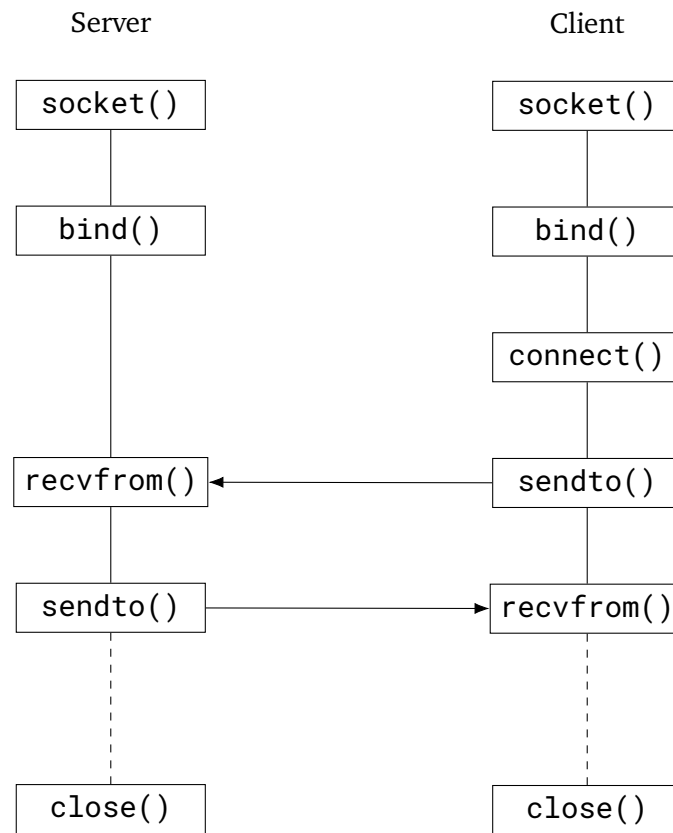 Server Client
socket() socket()
bind() bind()
connect()
recvfrom() sendto()
sendto() recvfrom()
close() close()